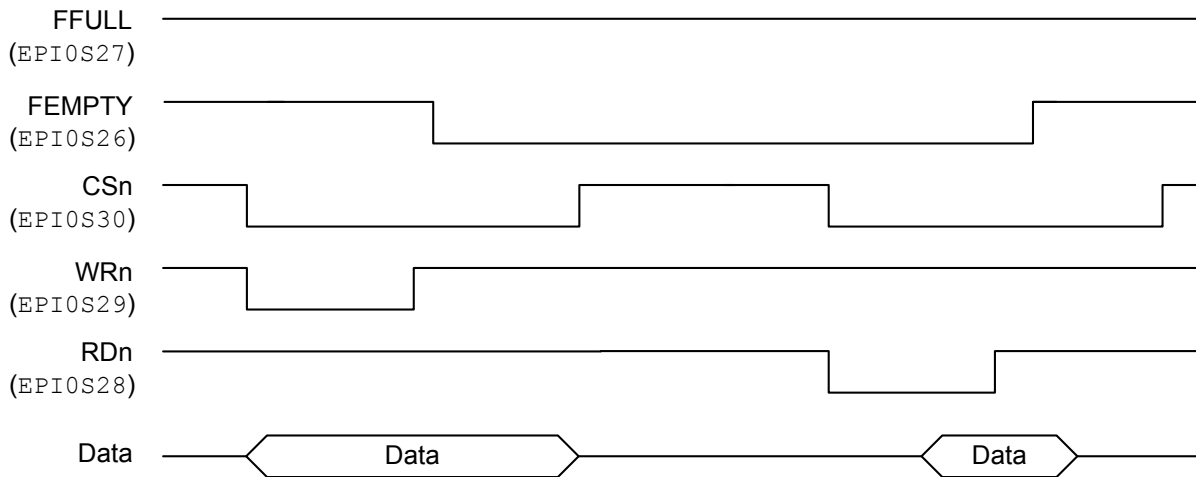 FFULL
(EPI0S27)
FEMPTY
(EPI0S26)
CSn
(EPI0S30)
WRn
(EPI0S29)
RDn
(EPI0S28)
Data Data Data